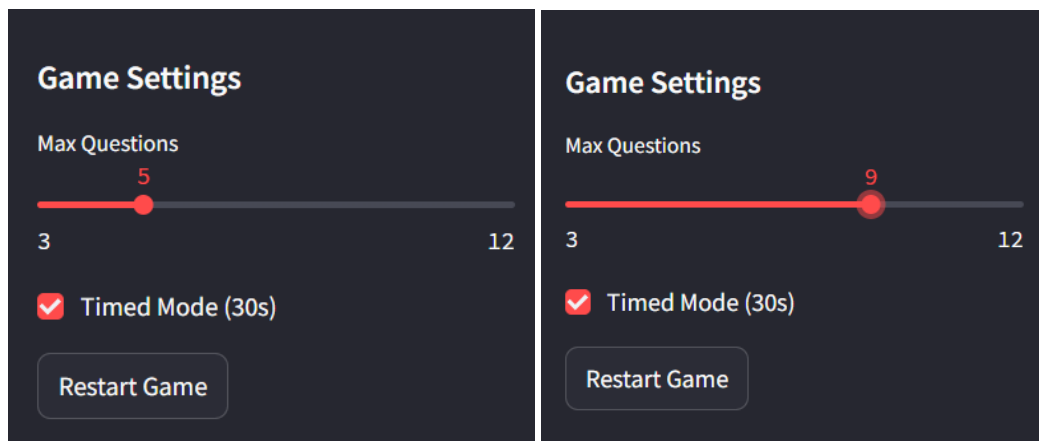 Game Settings
Max Questions
5
3 12
Timed Mode (30s)
Restart Game
Game Settings
Max Questions
9
3 12
Timed Mode (30s)
Restart Game